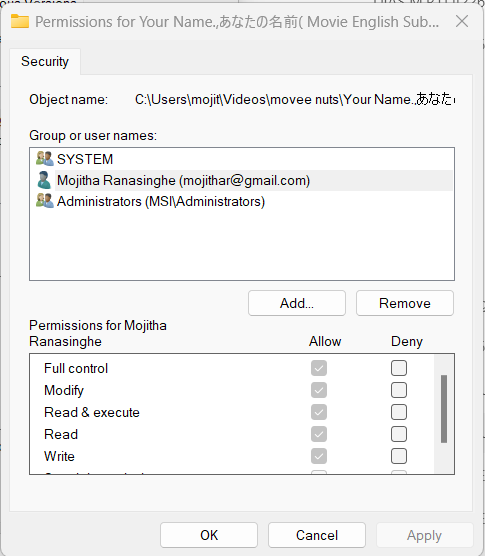 Permissions for Your Name.,あなたの名前( Movie English Sub...
Security
Object name: C:\Users\mojit\Videos\movee nuts\Your Name.,あなた
Group or user names:
SYSTEM
Mojitha Ranasinghe (mojithar@gmail.com)
Administrators (MSI\Administrators)
Add...
Remove
Permissions for Mojitha
Ranasinghe Allow Deny
Full control
Modify
Read & execute
Read
Write
OK
Cancel
Apply